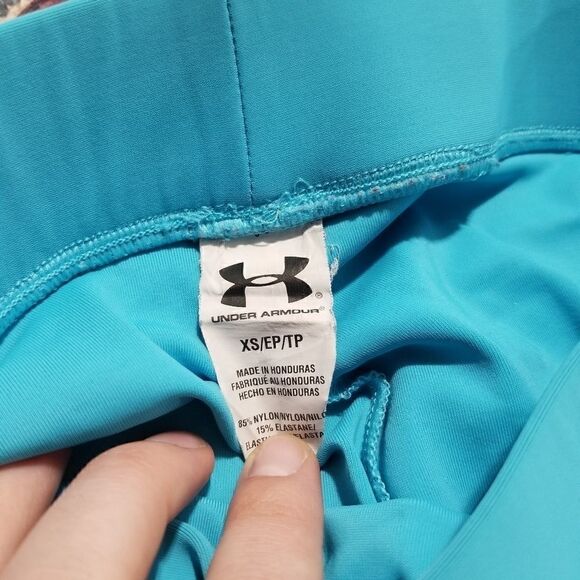 UNDER ARMOUR
XS/EP/TP
MADE IN HONDURAS
FABRIQUÉ AU HONDURAS
HECHO EN HONDURAS
85% NYLON/NYLON/NILO
15% ELASTANE/